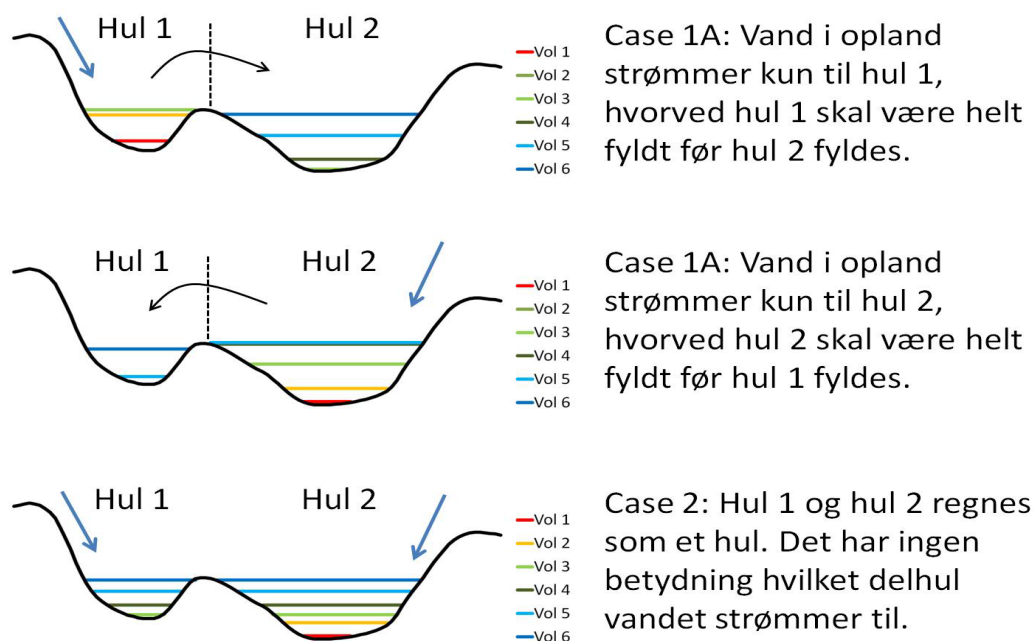 Hul 1
Hul 2
Vol 1
Vol 2
Vol 3
Vol 4
Vol 5
Vol 6
Case 1A: Vand i opland
strømmer kun til hul 1,
hvorved hul 1 skal være helt
fyldt før hul 2 fyldes.
Hul 1
Hul 2
Vol 1
Vol 2
Vol 3
Vol 4
Vol 5
Vol 6
Case 1A: Vand i opland
strømmer kun til hul 2,
hvorved hul 2 skal være helt
fyldt før hul 1 fyldes.
Hul 1
Hul 2
Vol 1
Vol 2
Vol 3
Vol 4
Vol 5
Vol 6
Case 2: Hul 1 og hul 2 regnes
som et hul. Det har ingen
betydning hvilket delhul
vandet strømmer til.